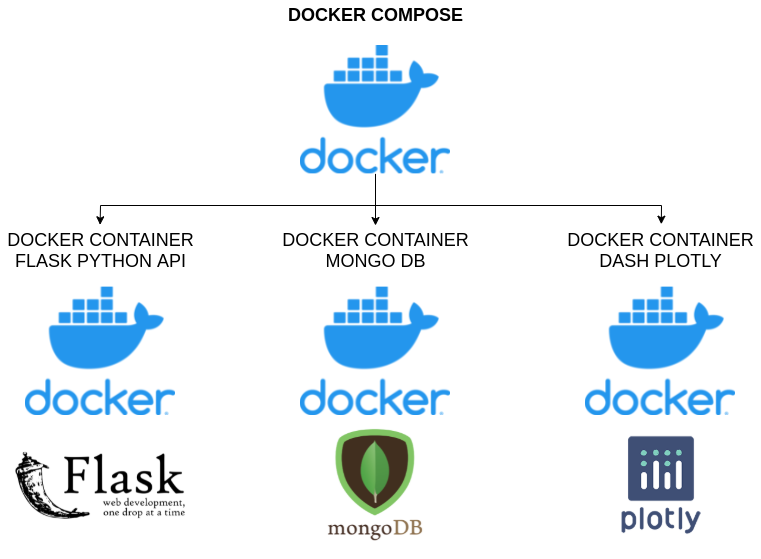 DOCKER COMPOSE
docker
DOCKER CONTAINER
FLASK PYTHON API
DOCKER CONTAINER
MONGO DB
DOCKER CONTAINER
DASH PLOTLY
docker
docker
docker
Flask
web development,
one drop at a time
mongoDB
plotly